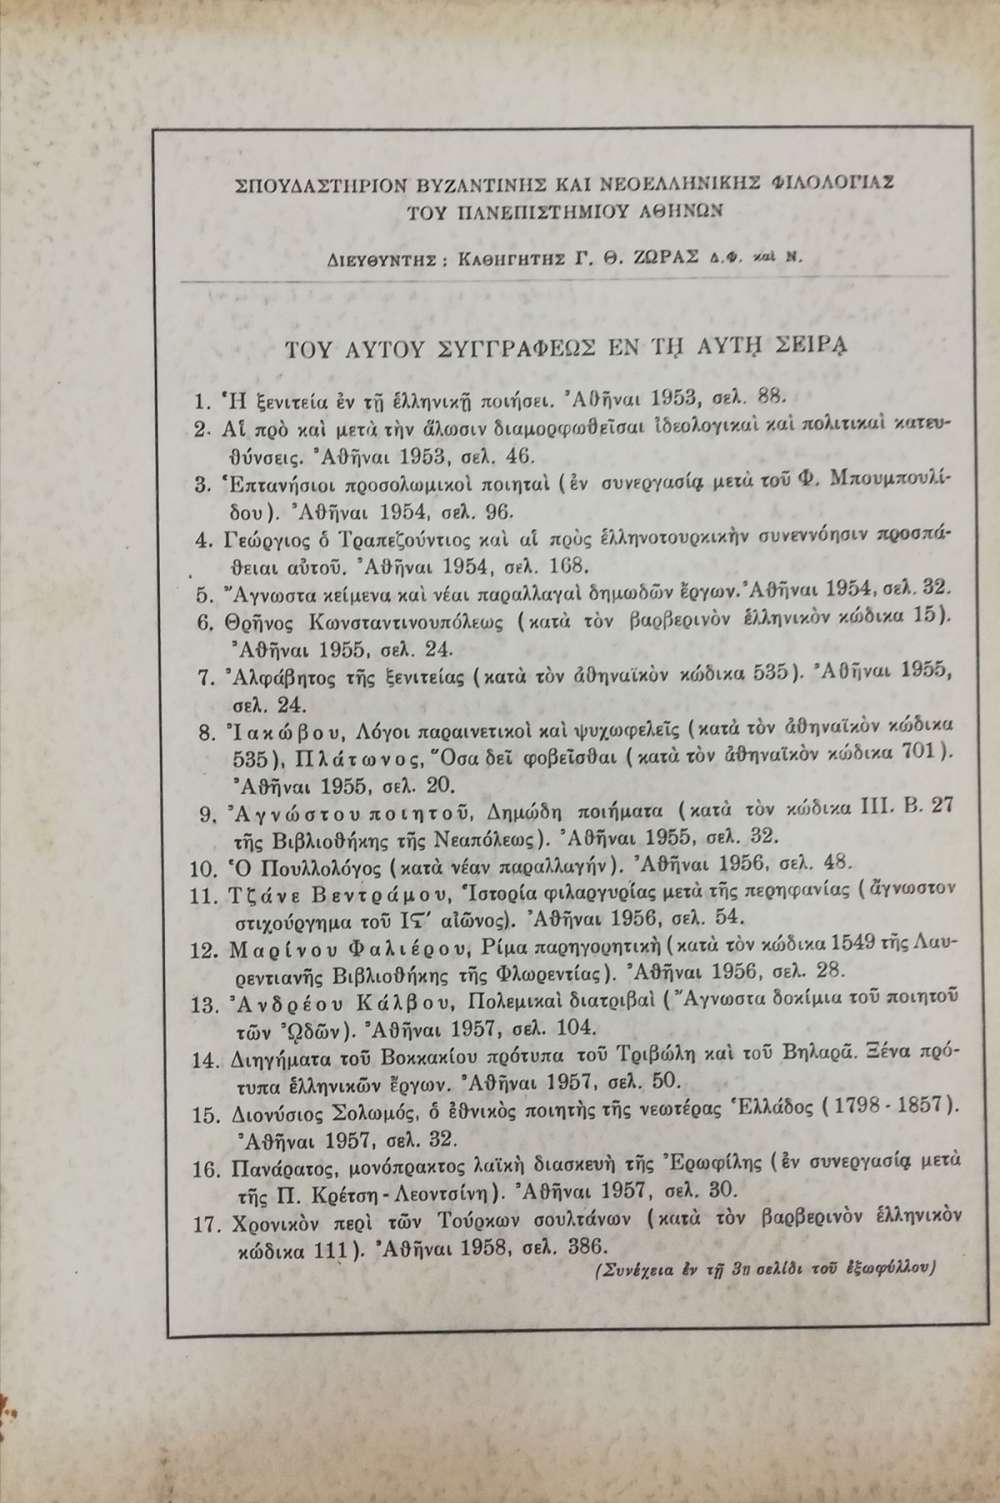 ΣΠΟΥΔΑΣΤΗΡΙΟΝ ΒΥΖΑΝΤΙΝΗΣ ΚΑΙ ΝΕΟΕΛΛΗΝΙΚΗΣ ΦΙΛΟΛΟΓΙΑΣ
ΤΟΥ ΠΑΝΕΠΙΣΤΗΜΙΟΥ ΑΘΗΝΩΝ
ΔΙΕΥΘΥΝΤΗΣ : ΚΑΘΗΓΗΤΗΣ Γ. Θ. ΖΩΡΑΣ Δ.Φ. καὶ Ν.
ΤΟΥ ΑΥΤΟΥ ΣΥΓΓΡΑΦΕΩΣ ΕΝ Τῌ ΑΥΤῌ ΣΕΙΡᾼ
1. Ἡ ξενιτεία ἐν τῇ ἑλληνικῇ ποιήσει. Ἀθῆναι 1953, σελ. 88.
2. Αἱ πρὸ καὶ μετὰ τὴν ἅλωσιν διαμορφωθεῖσαι ἰδεολογικαὶ καὶ πολιτικαὶ κατευ-
θύνσεις. Ἀθῆναι 1953, σελ. 46.
3. Ἑπτανήσιοι προσολωμικοὶ ποιηταὶ (ἐν συνεργασίᾳ μετὰ τοῦ Φ. Μπουμπουλί-
δου). Ἀθῆναι 1954, σελ. 96.
4. Γεώργιος ὁ Τραπεζούντιος καὶ αἱ πρὸς ἑλληνοτουρκικὴν συνεννόησιν προσπά-
θειαι αὐτοῦ. Ἀθῆναι 1954, σελ. 168.
5. Ἄγνωστα κείμενα καὶ νέαι παραλλαγαὶ δημωδῶν ἔργων. Ἀθῆναι 1954, σελ. 32.
6. Θρῆνος Κωνσταντινουπόλεως (κατὰ τὸν βαρβερινὸν ἑλληνικὸν κώδικα 15).
Ἀθῆναι 1955, σελ. 24.
7. Ἀλφάβητος τῆς ξενιτείας (κατὰ τὸν ἀθηναϊκὸν κώδικα 535). Ἀθῆναι 1955,
σελ. 24.
8. Ἰακώβου, Λόγοι παραινετικοὶ καὶ ψυχωφελεῖς (κατὰ τὸν ἀθηναϊκὸν κώδικα
535), Πλάτωνος, Ὅσα δεῖ φοβεῖσθαι (κατὰ τὸν ἀθηναϊκὸν κώδικα 701).
Ἀθῆναι 1955, σελ. 20.
9. Ἀγνώστου ποιητοῦ, Δημώδη ποιήματα (κατὰ τὸν κώδικα III. B. 27
τῆς Βιβλιοθήκης τῆς Νεαπόλεως). Ἀθῆναι 1955, σελ. 32.
10. Ὁ Πουλλολόγος (κατὰ νέαν παραλλαγήν). Ἀθῆναι 1956, σελ. 48.
11. Τζάνε Βεντράμου, Ἱστορία φιλαργυρίας μετὰ τῆς περηφανίας (ἄγνωστον
στιχούργημα τοῦ ΙϚ′ αἰῶνος). Ἀθῆναι 1956, σελ. 54.
12. Μαρίνου Φαλιέρου, Ρίμα παρηγορητικὴ (κατὰ τὸν κώδικα 1549 τῆς Λαυ-
ρεντιανῆς Βιβλιοθήκης τῆς Φλωρεντίας). Ἀθῆναι 1956, σελ. 28.
13. Ἀνδρέου Κάλβου, Πολεμικαὶ διατριβαὶ (Ἄγνωστα δοκίμια τοῦ ποιητοῦ
τῶν ᾨδῶν). Ἀθῆναι 1957, σελ. 104.
14. Διηγήματα τοῦ Βοκκακίου πρότυπα τοῦ Τριβώλη καὶ τοῦ Βηλαρᾶ. Ξένα πρό-
τυπα ἑλληνικῶν ἔργων. Ἀθῆναι 1957, σελ. 50.
15. Διονύσιος Σολωμός, ὁ ἐθνικὸς ποιητὴς τῆς νεωτέρας Ἑλλάδος (1798 - 1857).
Ἀθῆναι 1957, σελ. 32.
16. Πανάρατος, μονόπρακτος λαϊκὴ διασκευὴ τῆς Ἐρωφίλης (ἐν συνεργασίᾳ μετὰ
τῆς Π. Κρέτση - Λεοντσίνη). Ἀθῆναι 1957, σελ. 30.
17. Χρονικὸν περὶ τῶν Τούρκων σουλτάνων (κατὰ τὸν βαρβερινὸν ἑλληνικὸν
κώδικα 111). Ἀθῆναι 1958, σελ. 386.
(Συνέχεια ἐν τῇ 3ῃ σελίδι τοῦ ἐξωφύλλου)